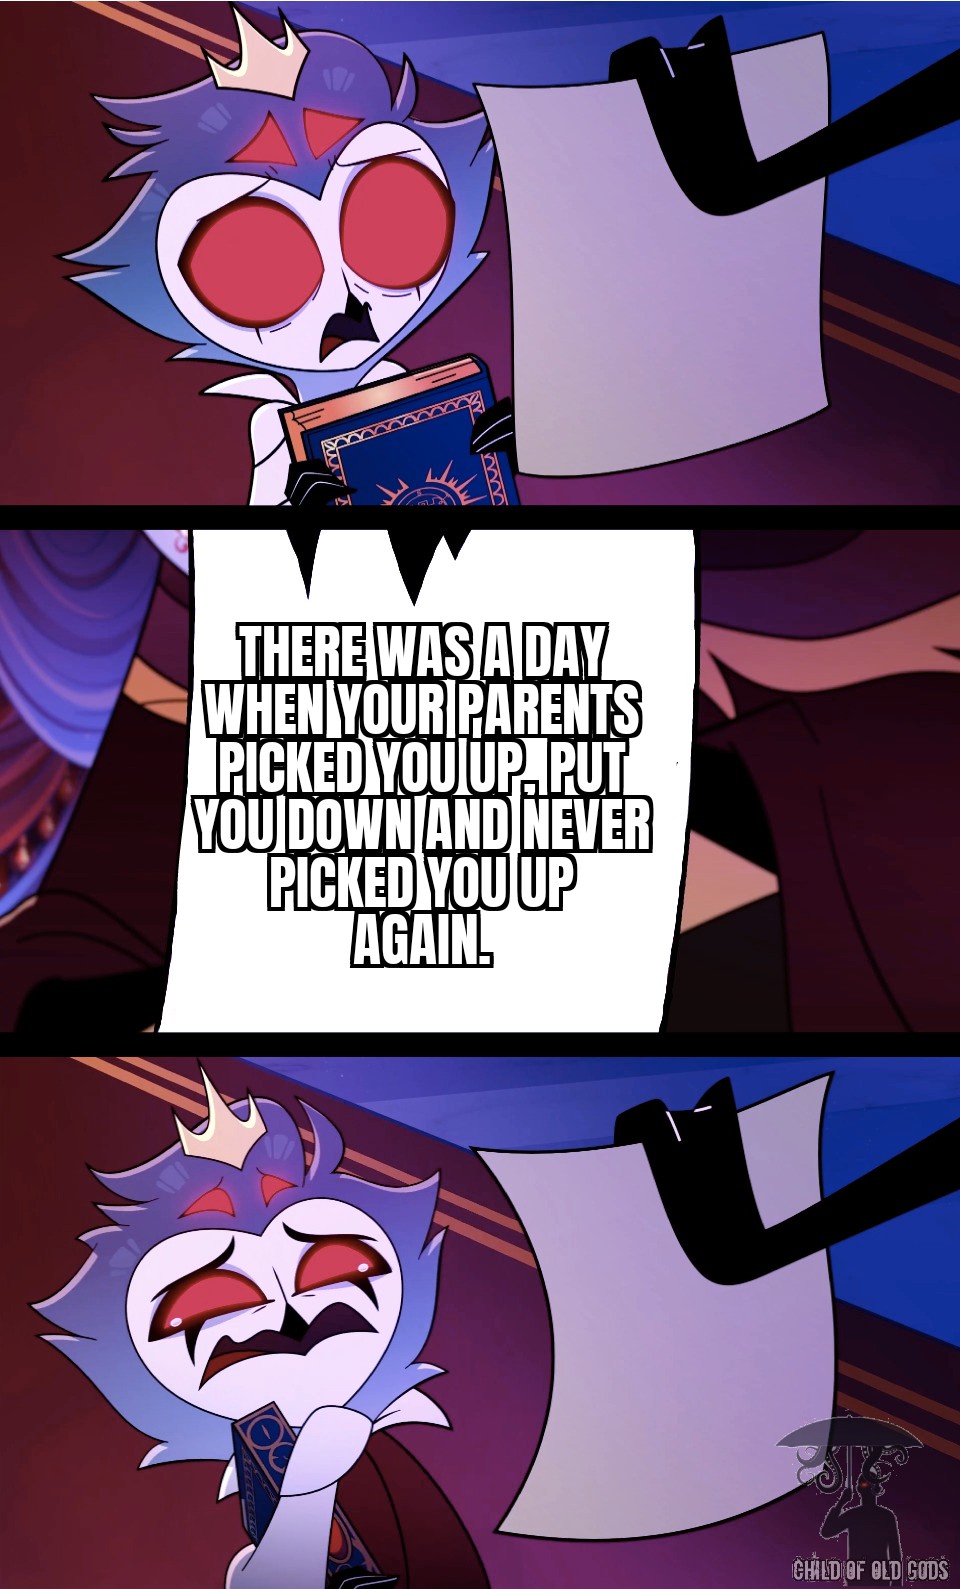 THERE WAS A DAY
WHEN YOUR PARENTS
PICKED YOU UP, PUT
YOU DOWN AND NEVER
PICKED YOU UP
AGAIN.
CHILD OF OLD GODS